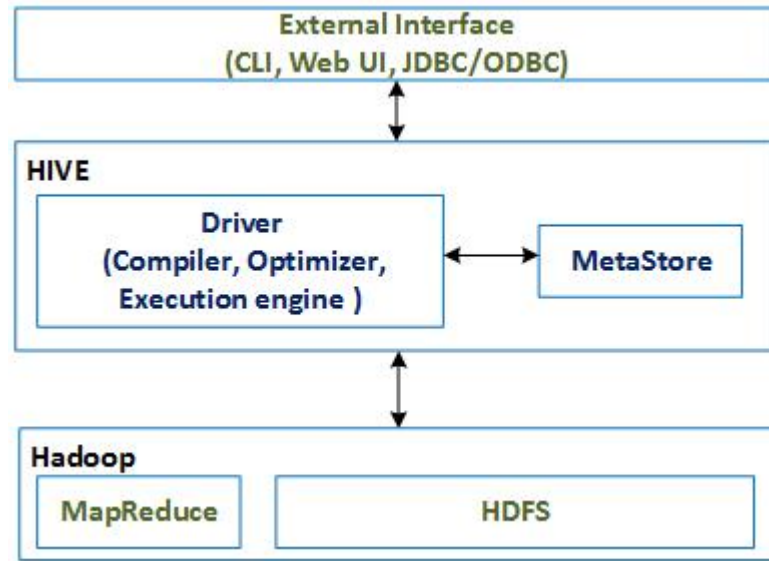 External Interface
(CLI, Web UI, JDBC/ODBC)
HIVE
Driver
(Compiler, Optimizer,
Execution engine )
MetaStore
Hadoop
MapReduce
HDFS